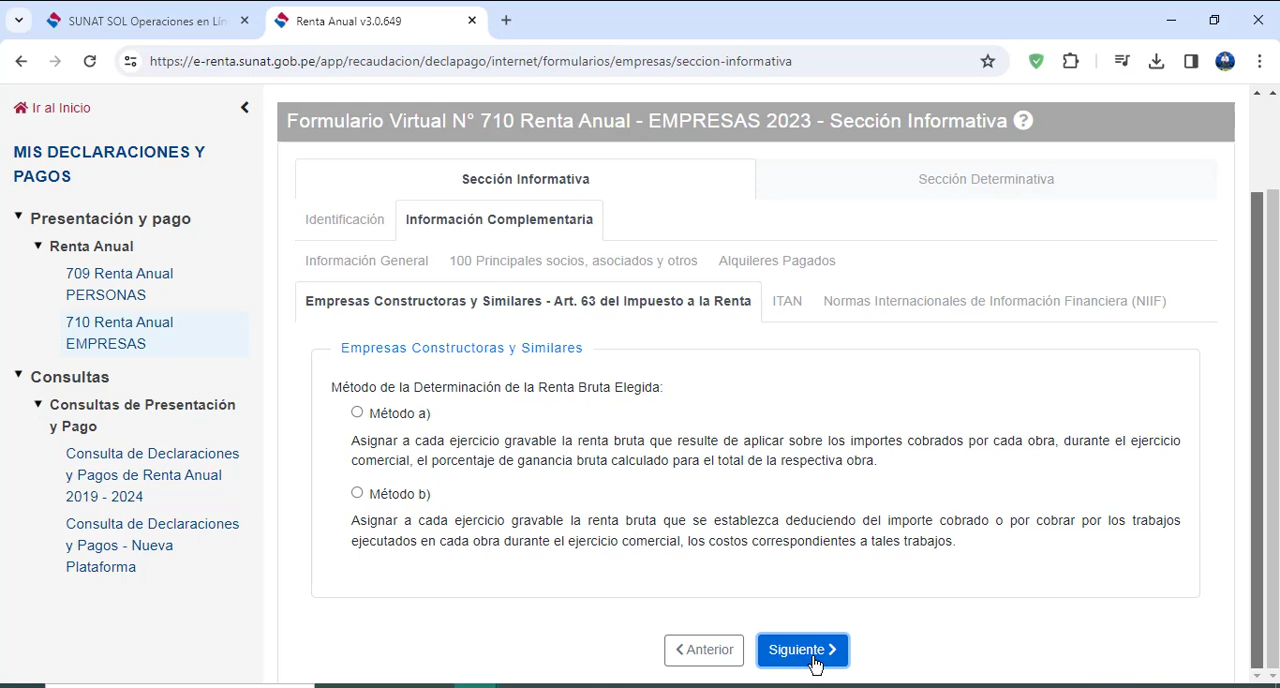 SUNAT SOL Operaciones en Lín
Renta Anual v3.0.649
https://e-renta.sunat.gob.pe/app/recaudacion/declapago/internet/formularios/empresas/seccion-informativa
Ir al Inicio
MIS DECLARACIONES Y
PAGOS
Presentación y pago
Renta Anual
709 Renta Anual
PERSONAS
710 Renta Anual
EMPRESAS
Consultas
Consultas de Presentación
y Pago
Consulta de Declaraciones
y Pagos de Renta Anual
2019 - 2024
Consulta de Declaraciones
y Pagos - Nueva
Plataforma
Formulario Virtual N° 710 Renta Anual - EMPRESAS 2023 - Sección Informativa ?
Sección Informativa
Sección Determinativa
Identificación
Información Complementaria
Información General
100 Principales socios, asociados y otros
Alquileres Pagados
Empresas Constructoras y Similares - Art. 63 del Impuesto a la Renta
ITAN
Normas Internacionales de Información Financiera (NIIF)
Empresas Constructoras y Similares
Método de la Determinación de la Renta Bruta Elegida:
Método a)
Asignar a cada ejercicio gravable la renta bruta que resulte de aplicar sobre los importes cobrados por cada obra, durante el ejercicio
comercial, el porcentaje de ganancia bruta calculado para el total de la respectiva obra.
Método b)
Asignar a cada ejercicio gravable la renta bruta que se establezca deduciendo del importe cobrado o por cobrar por los trabajos
ejecutados en cada obra durante el ejercicio comercial, los costos correspondientes a tales trabajos.
Anterior
Siguiente